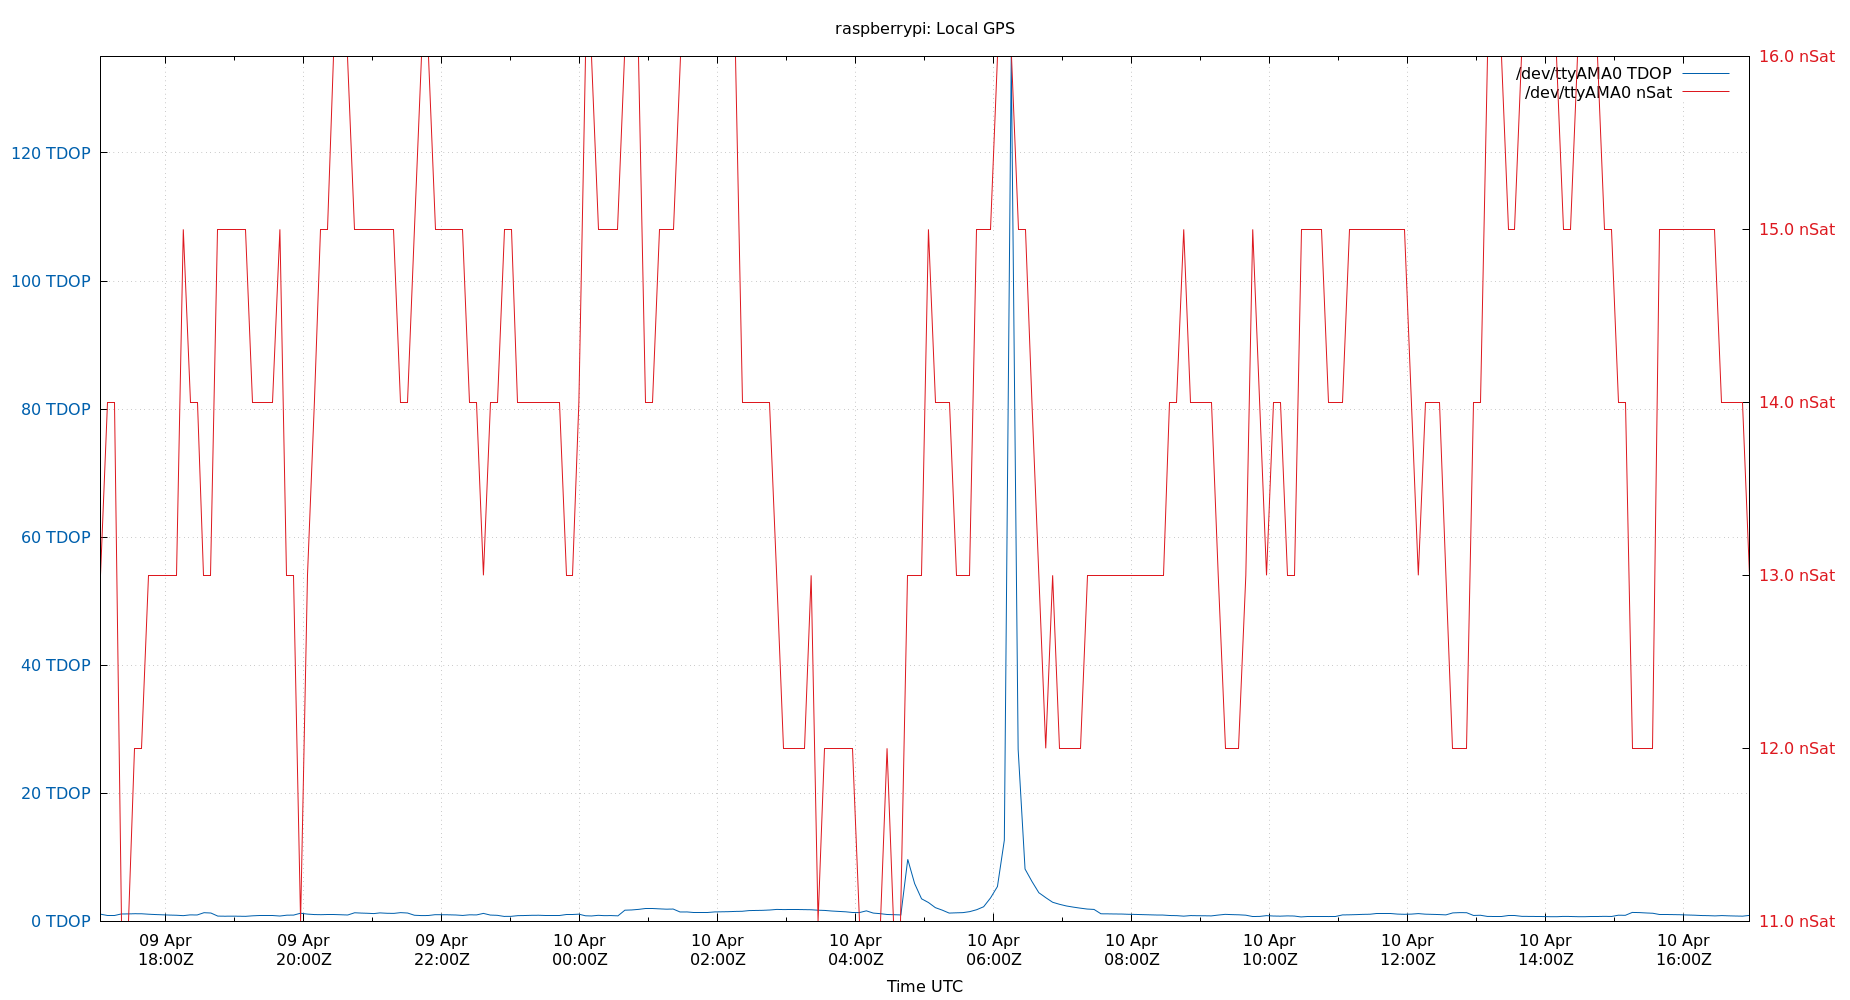 raspberrypi: Local GPS
/dev/ttyAMA0 TDOP
/dev/ttyAMA0 nSat
120 TDOP
100 TDOP
80 TDOP
60 TDOP
40 TDOP
20 TDOP
0 TDOP
16.0 nSat
15.0 nSat
14.0 nSat
13.0 nSat
12.0 nSat
11.0 nSat
09 Apr
18:00Z
09 Apr
20:00Z
09 Apr
22:00Z
10 Apr
00:00Z
10 Apr
02:00Z
10 Apr
04:00Z
10 Apr
06:00Z
10 Apr
08:00Z
10 Apr
10:00Z
10 Apr
12:00Z
10 Apr
14:00Z
10 Apr
16:00Z
Time UTC